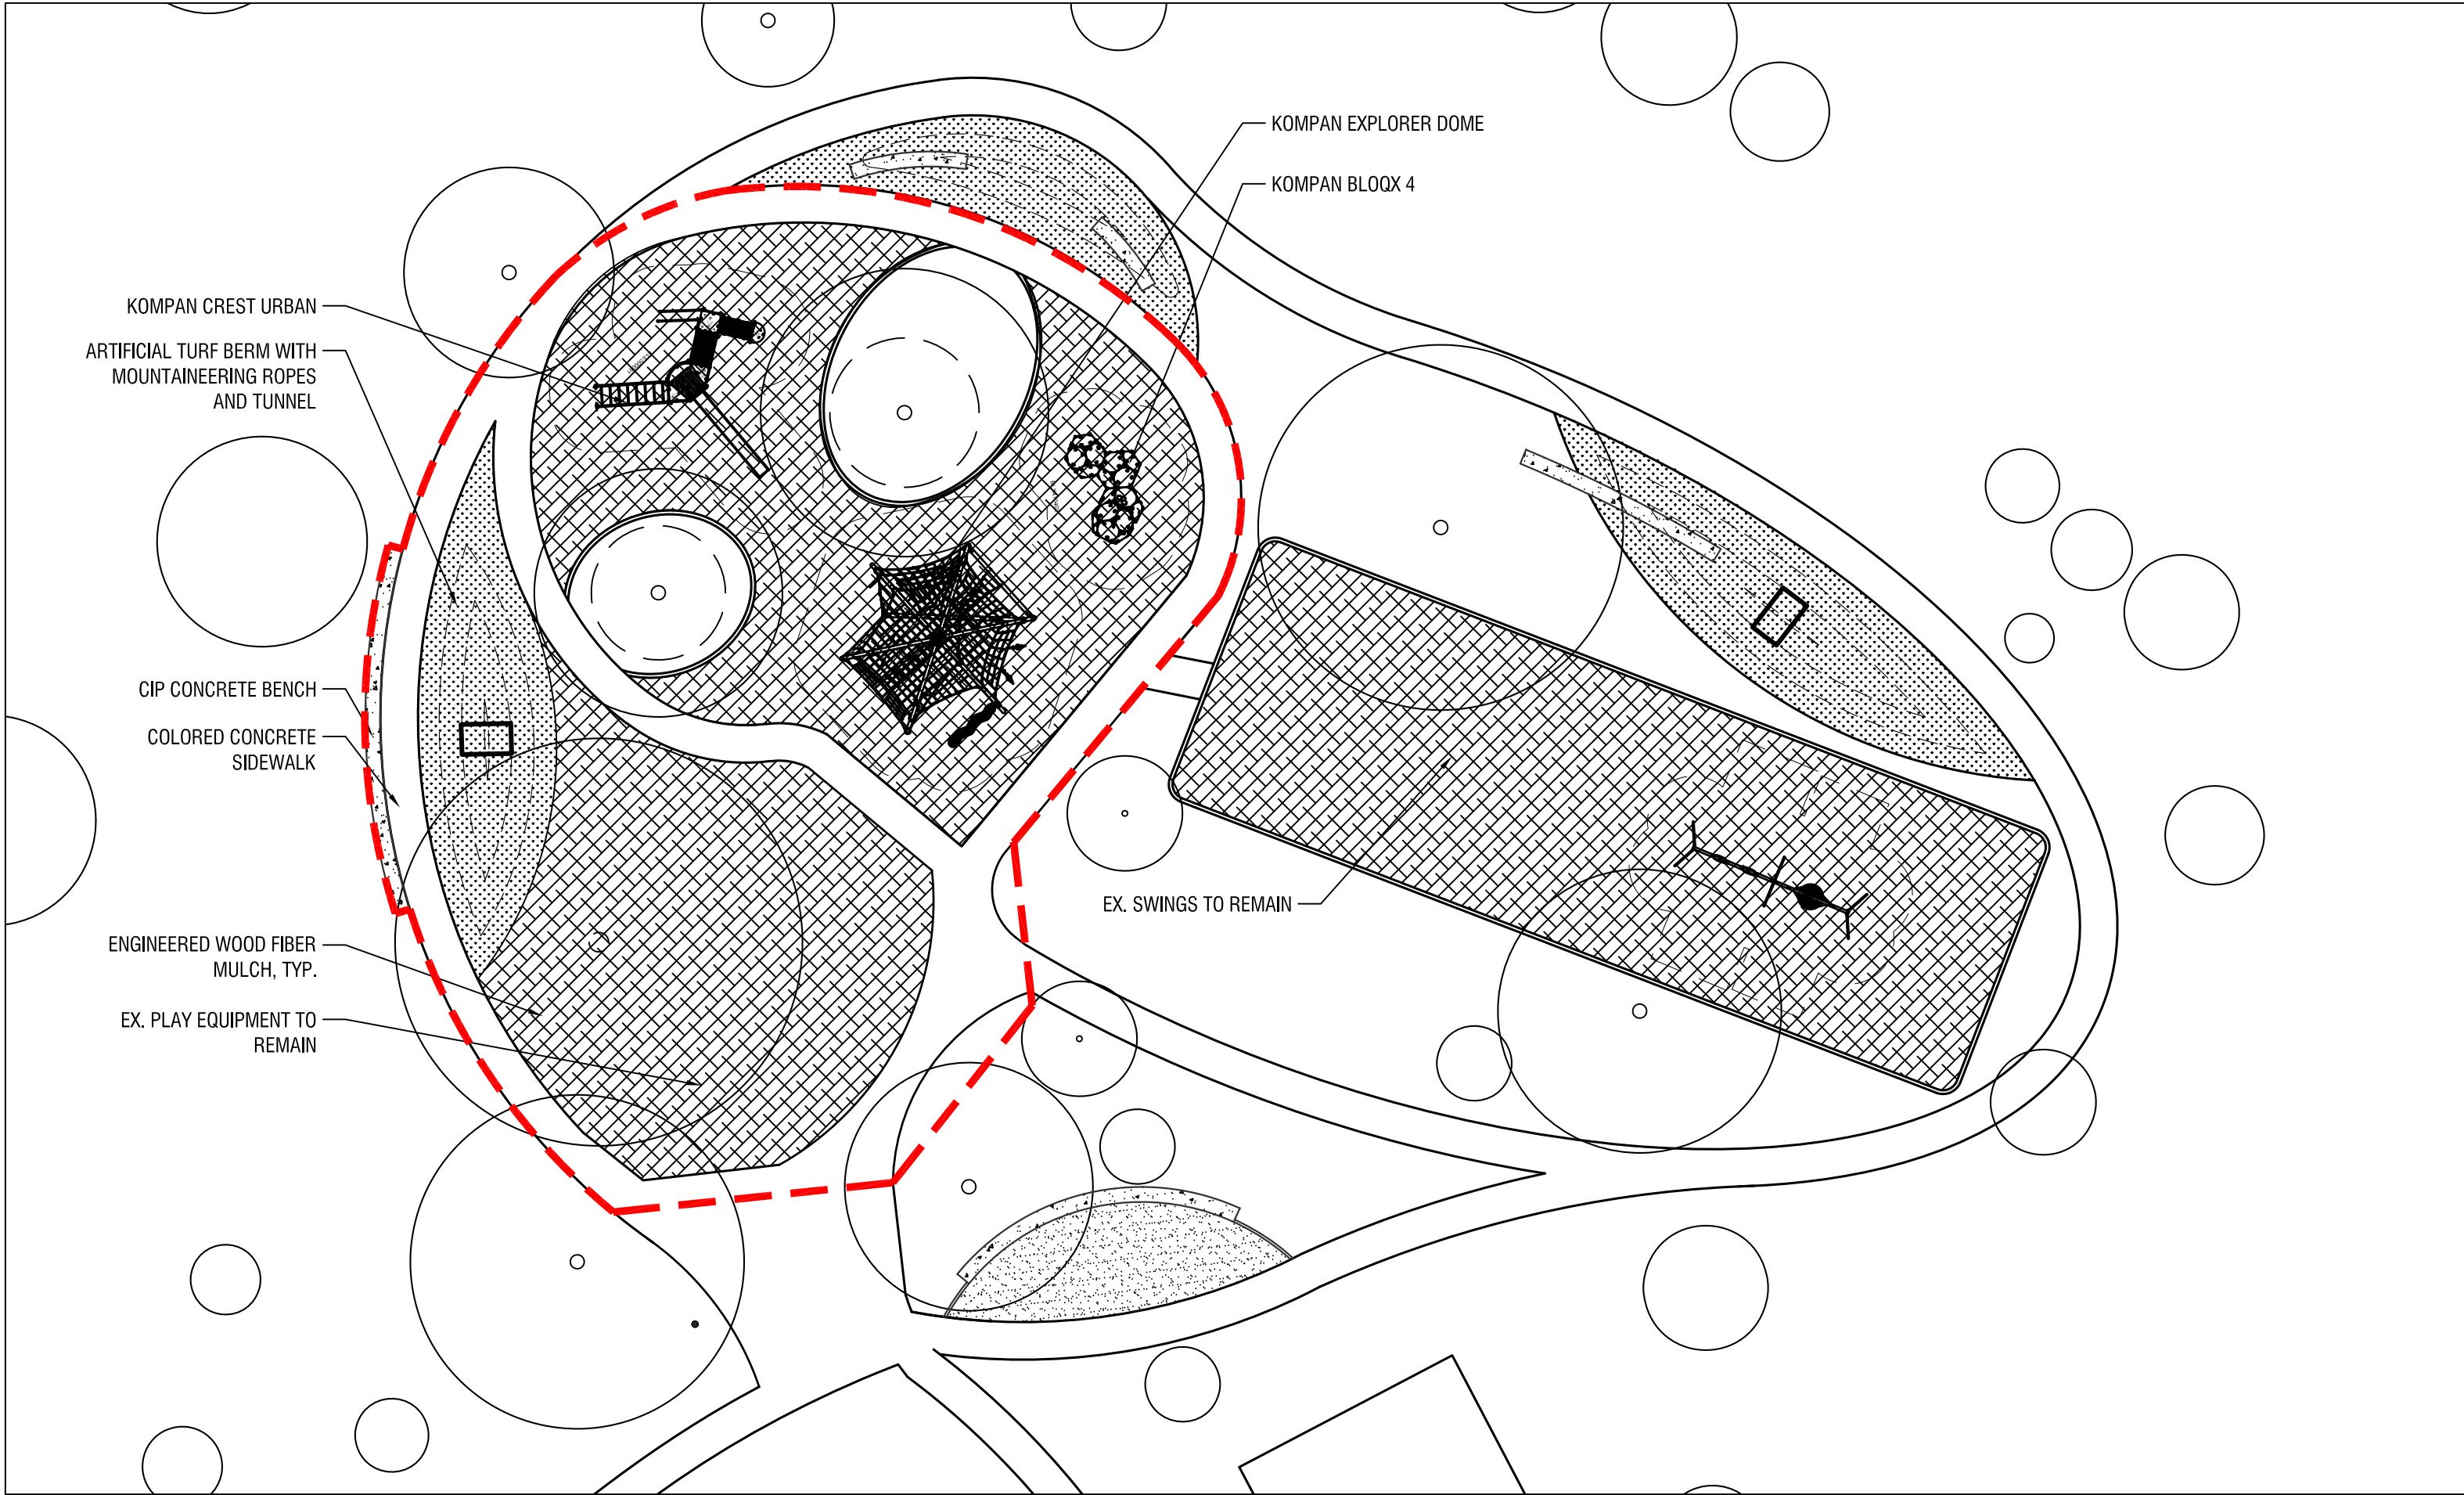 KOMPAN EXPLORER DOME
KOMPAN BLOQX 4
KOMPAN CREST URBAN
ARTIFICIAL TURF BERM WITH
MOUNTAINEERING ROPES
AND TUNNEL
CIP CONCRETE BENCH
COLORED CONCRETE
SIDEWALK
EX. SWINGS TO REMAIN
ENGINEERED WOOD FIBER
MULCH, TYP.
EX. PLAY EQUIPMENT TO
REMAIN